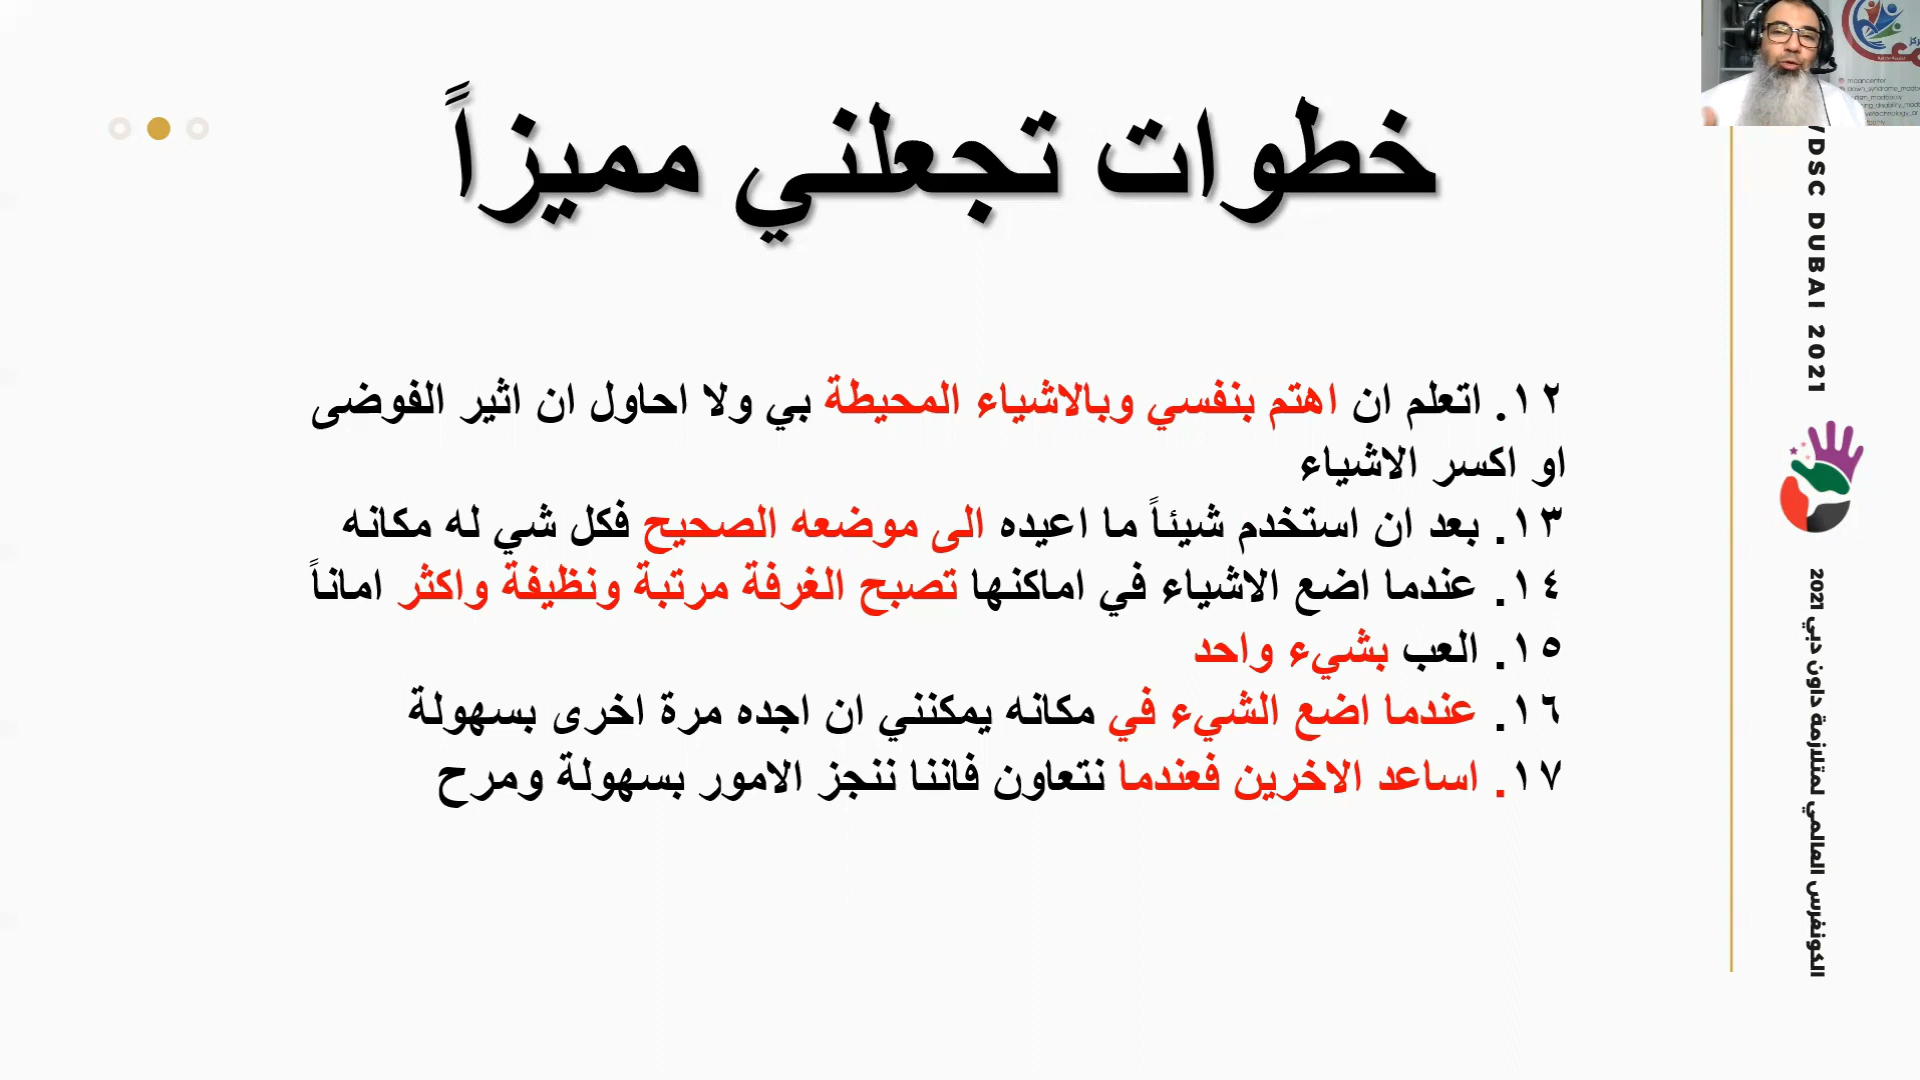 خطوات تجعلني مميزاً
١٢. اتعلم ان اهتم بنفسي وبالاشياء المحيطة بي ولا احاول ان اثير الفوضى
او اكسر الاشياء
١٣. بعد ان استخدم شيئاً ما اعيده الى موضعه الصحيح فكل شي له مكانه
١٤. عندما اضع الاشياء في اماكنها تصبح الغرفة مرتبة ونظيفة واكثر اماناً
١٥. العب بشيء واحد
١٦. عندما اضع الشيء في مكانه يمكنني ان اجده مرة اخرى بسهولة
١٧. اساعد الاخرين فعندما نتعاون فاننا ننجز الامور بسهولة ومرح
maancenter
DSC DUBAI 2021
الكونفرس العالمي لمتلازمة داون دبي 2021